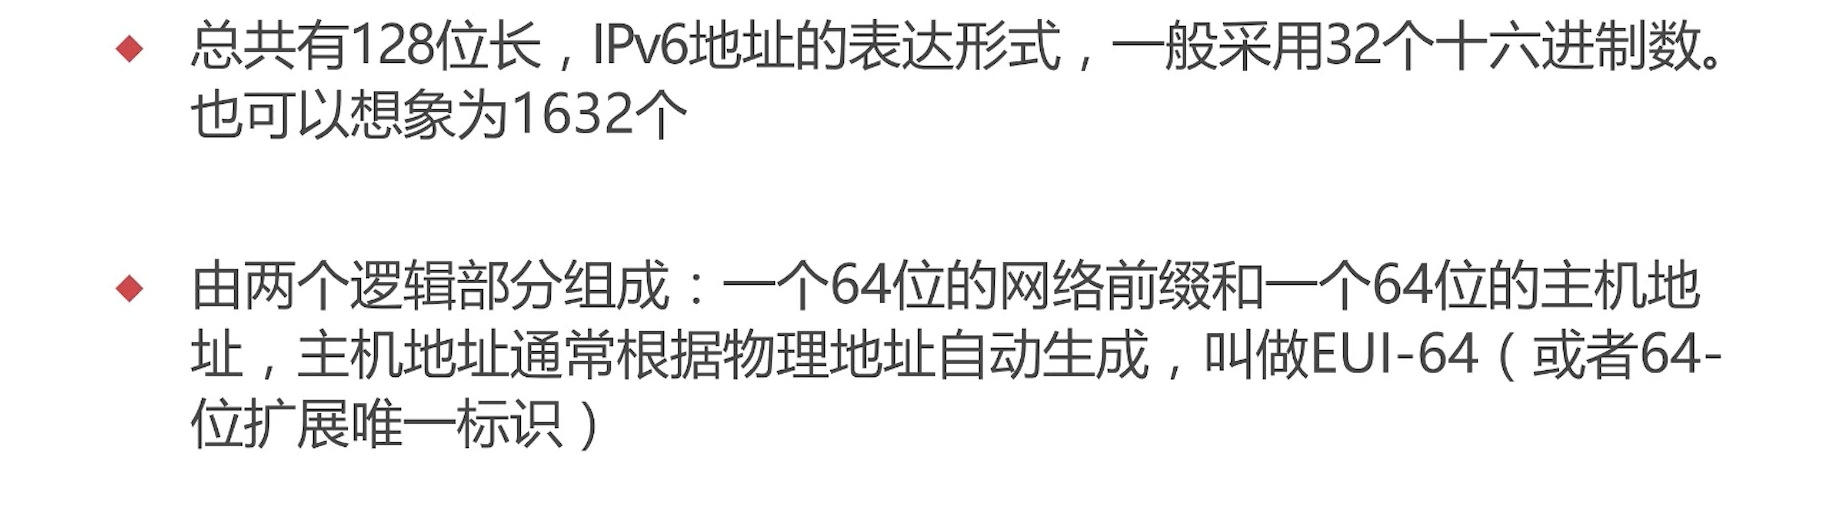 总共有128位长，IPv6地址的表达形式，一般采用32个十六进制数。
也可以想象为1632个
由两个逻辑部分组成：一个64位的网络前缀和一个64位的主机地
址，主机地址通常根据物理地址自动生成，叫做EUI-64（或者64-
位扩展唯一标识）